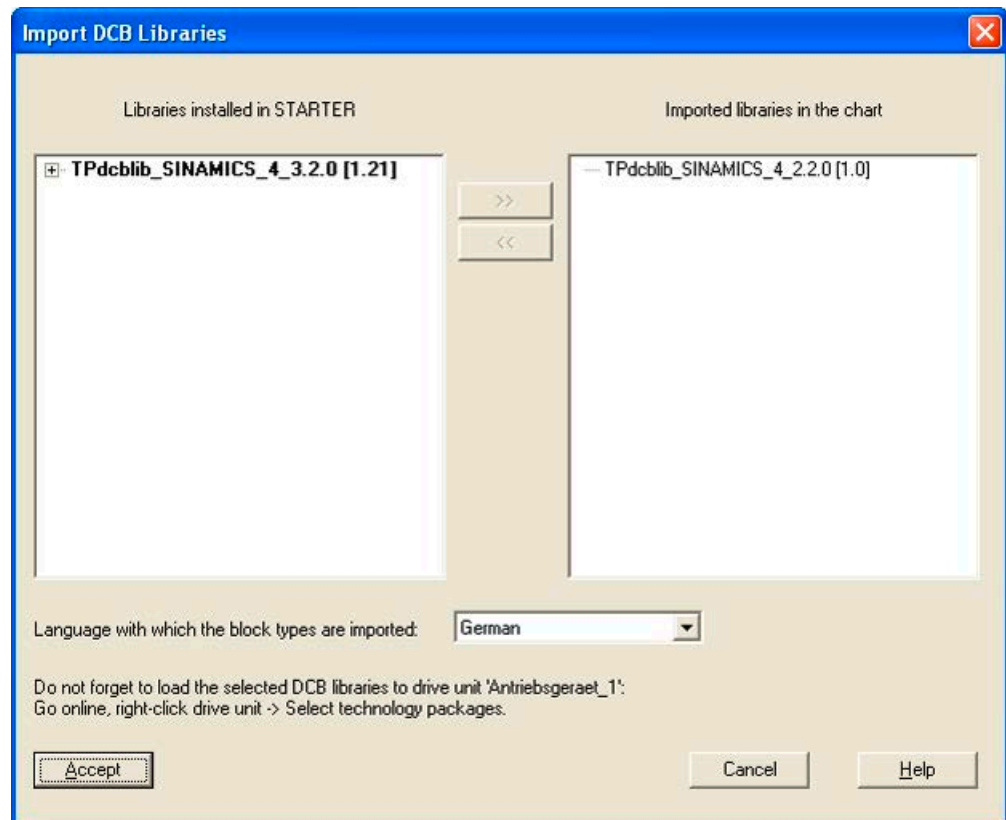 Import DCB Libraries
Libraries installed in STARTER
Imported libraries in the chart
TPdcblib_SINAMICS_4_3.2.0 [1.21]
TPdcblib_SINAMICS_4_2.2.0 [1.0]
>>
<<
Language with which the block types are imported:
German
Do not forget to load the selected DCB libraries to drive unit 'Antriebsgeraet_1':
Go online, right-click drive unit -> Select technology packages.
Accept
Cancel
Help